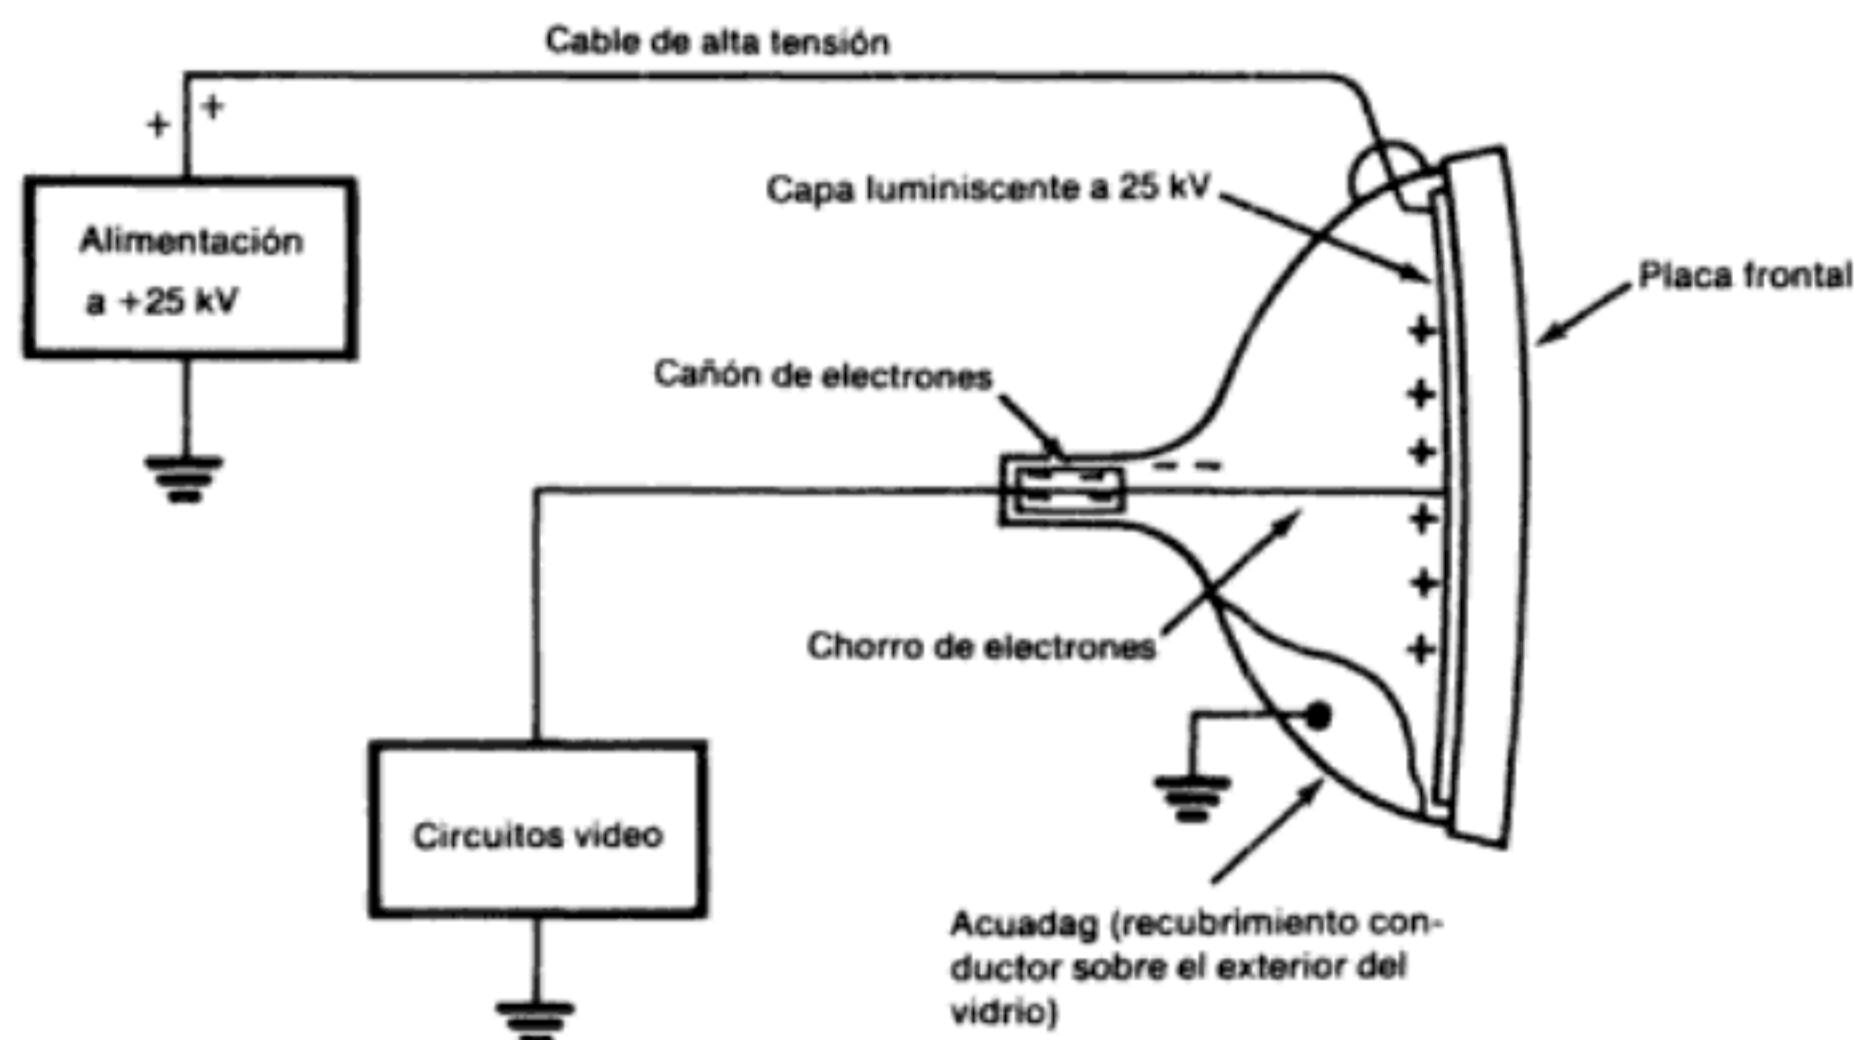 Cable de alta tensión
+ +
Capa luminiscente a 25 kV
Alimentación
a +25 kV
Placa frontal
Cañón de electrones
+
+
+
- -
+
+
+
Chorro de electrones
Circuitos video
Acuadag (recubrimiento con-
ductor sobre el exterior del
vidrio)